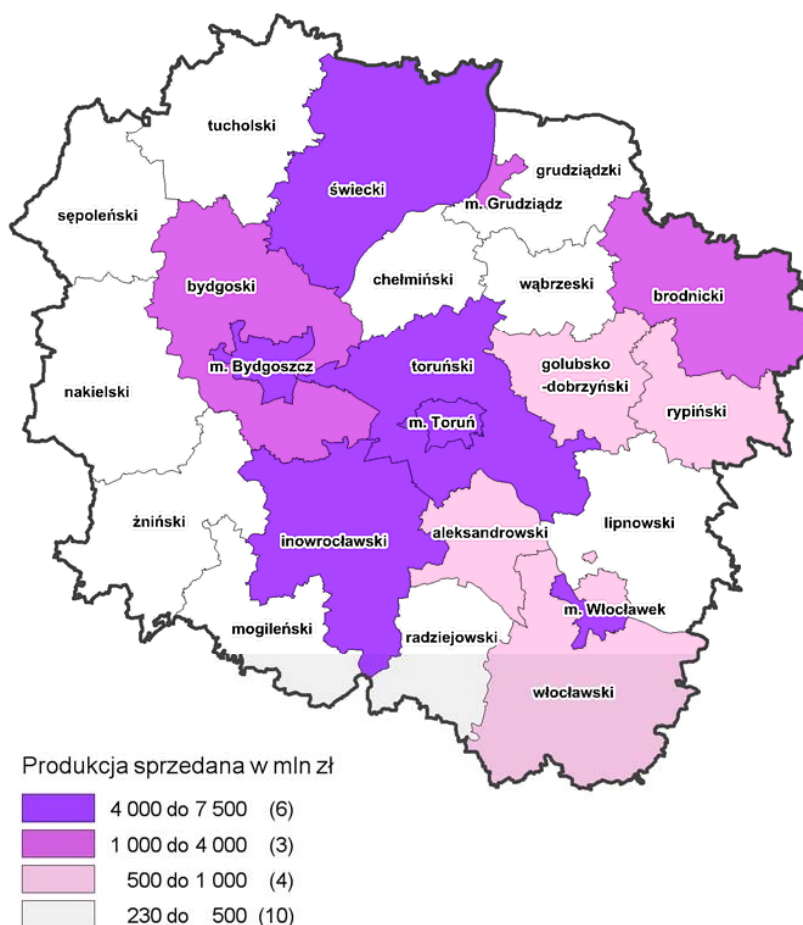 tucholski
świecki
grudziądzki
m. Grudziądz
sępoleński
chełmiński
wąbrzeski
bydgoski
brodnicki
m. Bydgoszcz
toruński
golubsko
-dobrzyński
nakielski
rypiński
m. Toruń
żniński
inowrocławski
aleksandrowski
lipnowski
m. Włocławek
mogileński
radziejowski
włocławski
Produkcja sprzedana w mln zł
4 000 do 7 500 (6)
1 000 do 4 000 (3)
500 do 1 000 (4)
230 do 500 (10)